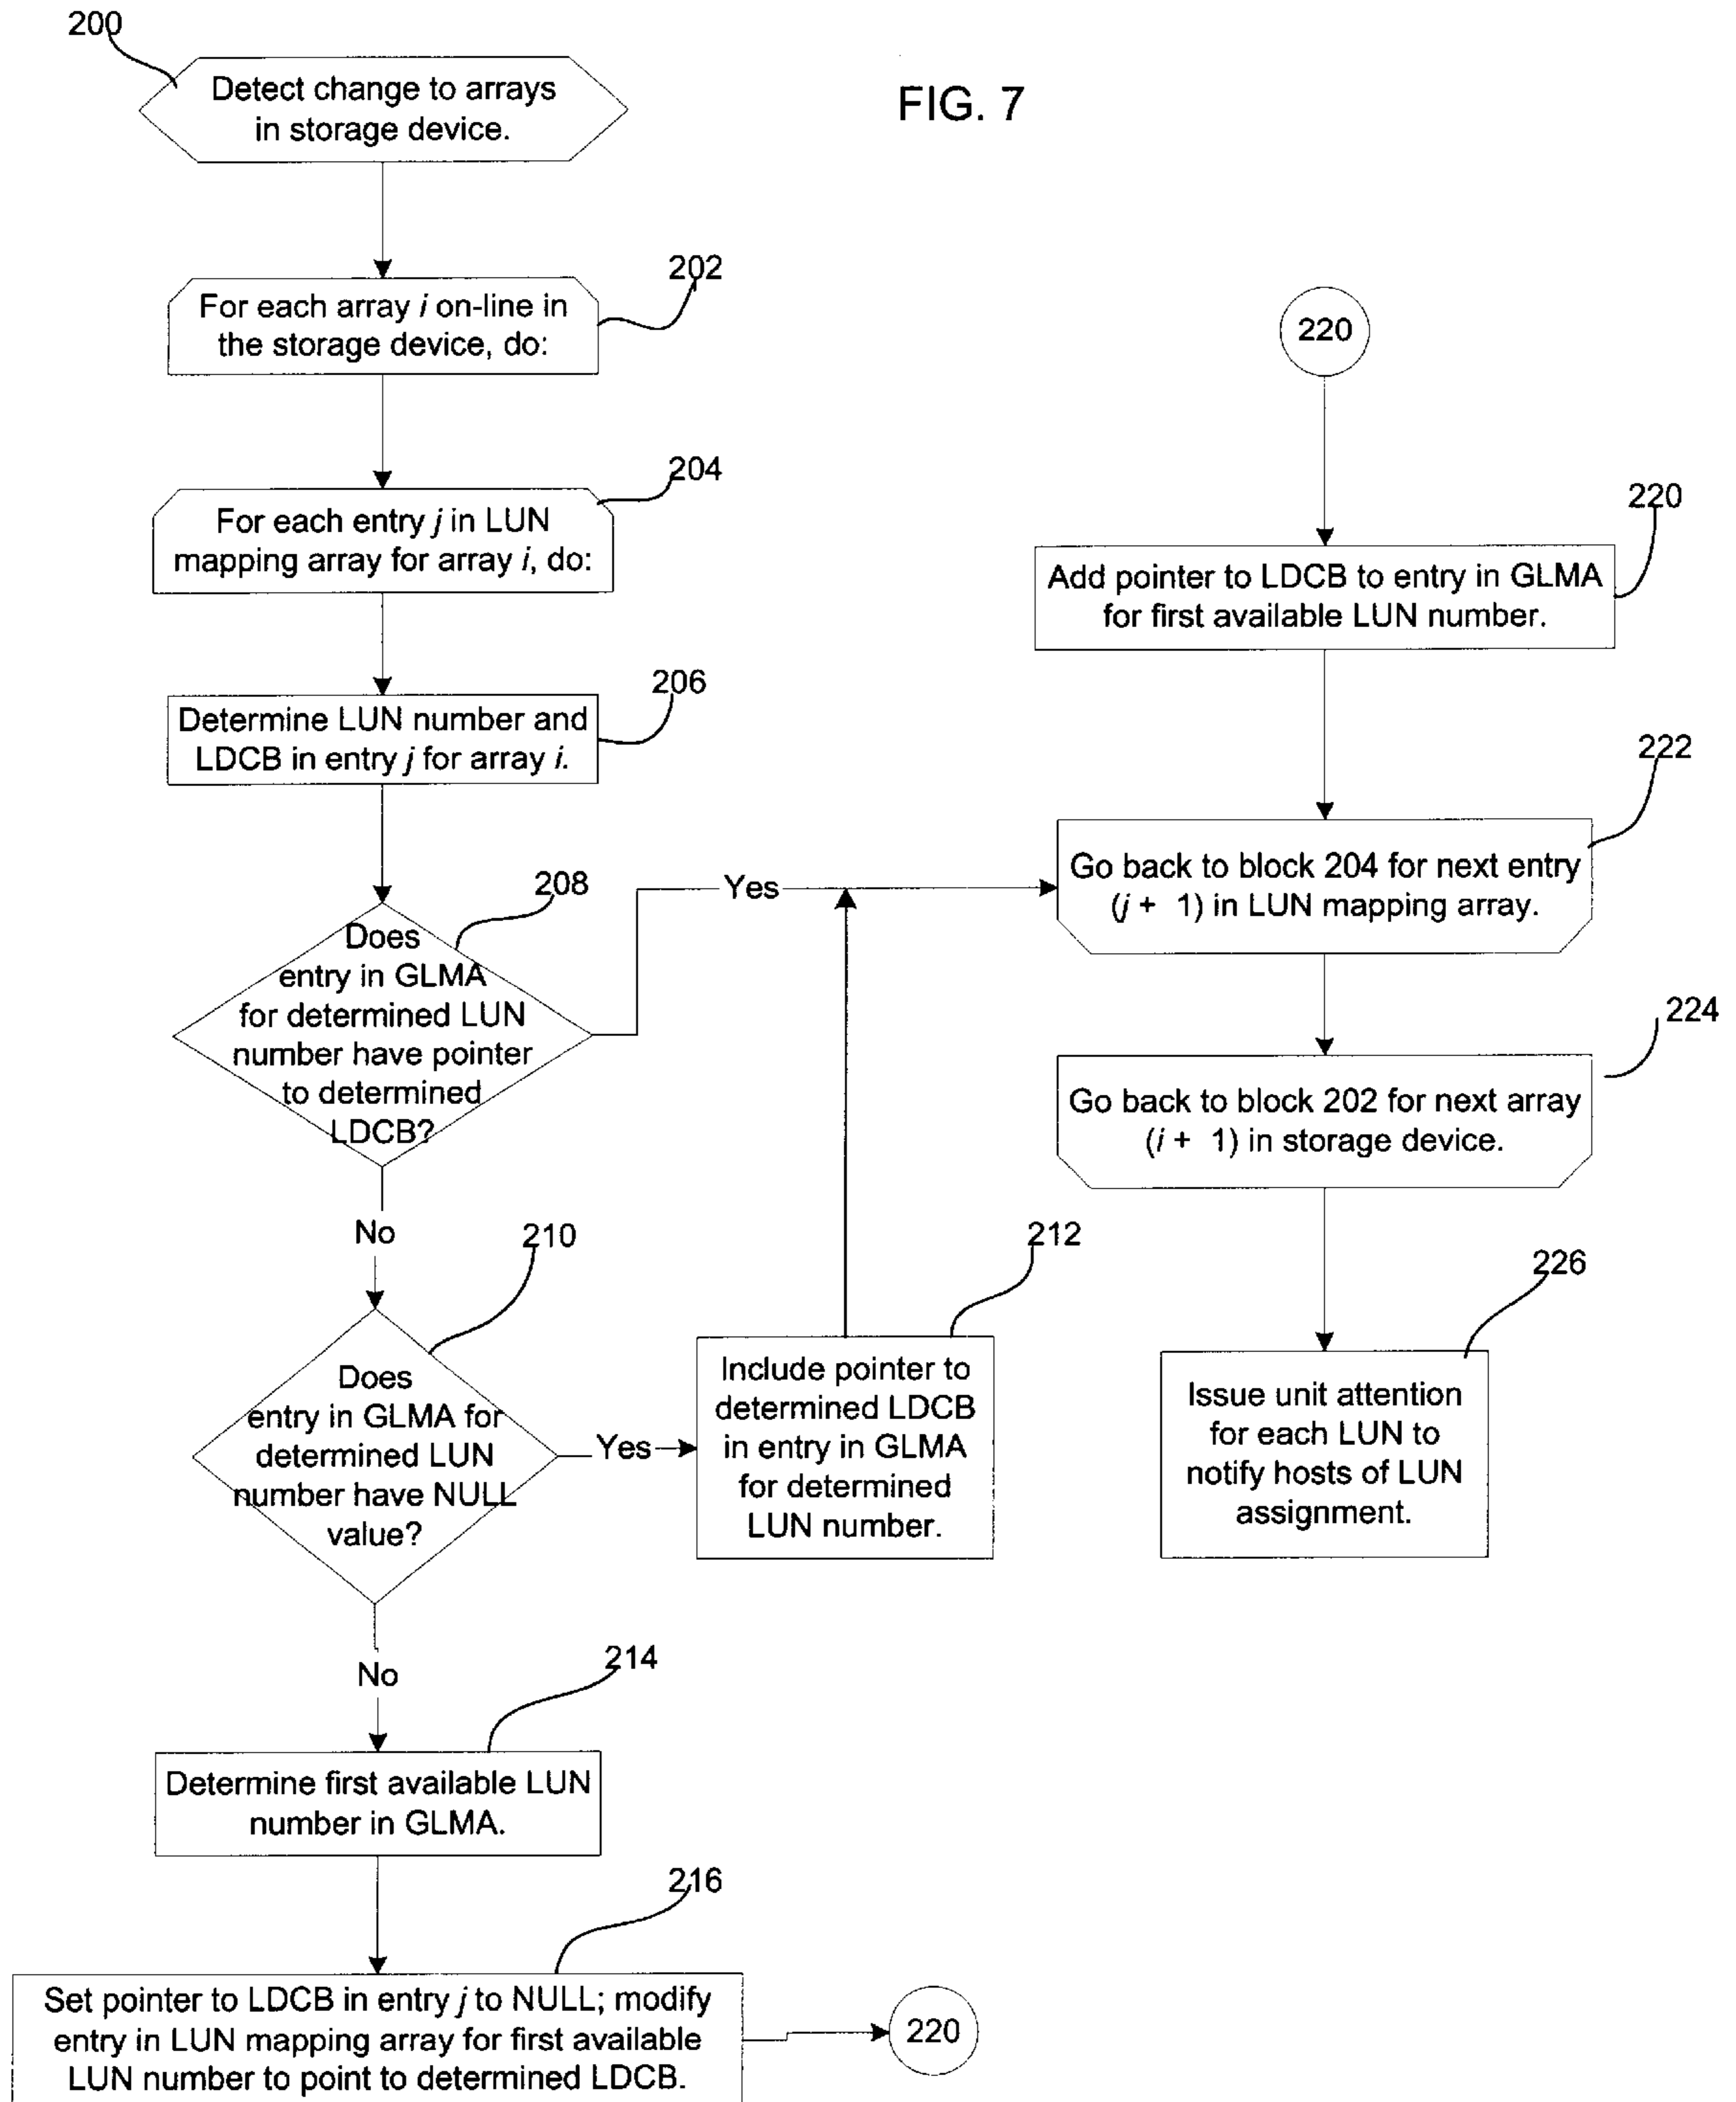 200
Detect change to arrays
in storage device.
FIG. 7
202
For each array i on-line in
the storage device, do:
204
For each entry j in LUN
mapping array for array i, do:
206
Determine LUN number and
LDCB in entry j for array i.
208
Does
entry in GLMA
for determined LUN
number have pointer
to determined
LDCB?
Yes
No
210
Does
entry in GLMA for
determined LUN
number have NULL
value?
Yes
212
Include pointer to
determined LDCB
in entry in GLMA
for determined
LUN number.
No
214
Determine first available LUN
number in GLMA.
216
Set pointer to LDCB in entry j to NULL; modify
entry in LUN mapping array for first available
LUN number to point to determined LDCB.
220
220
220
Add pointer to LDCB to entry in GLMA
for first available LUN number.
222
Go back to block 204 for next entry
(j + 1) in LUN mapping array.
224
Go back to block 202 for next array
(i + 1) in storage device.
226
Issue unit attention
for each LUN to
notify hosts of LUN
assignment.